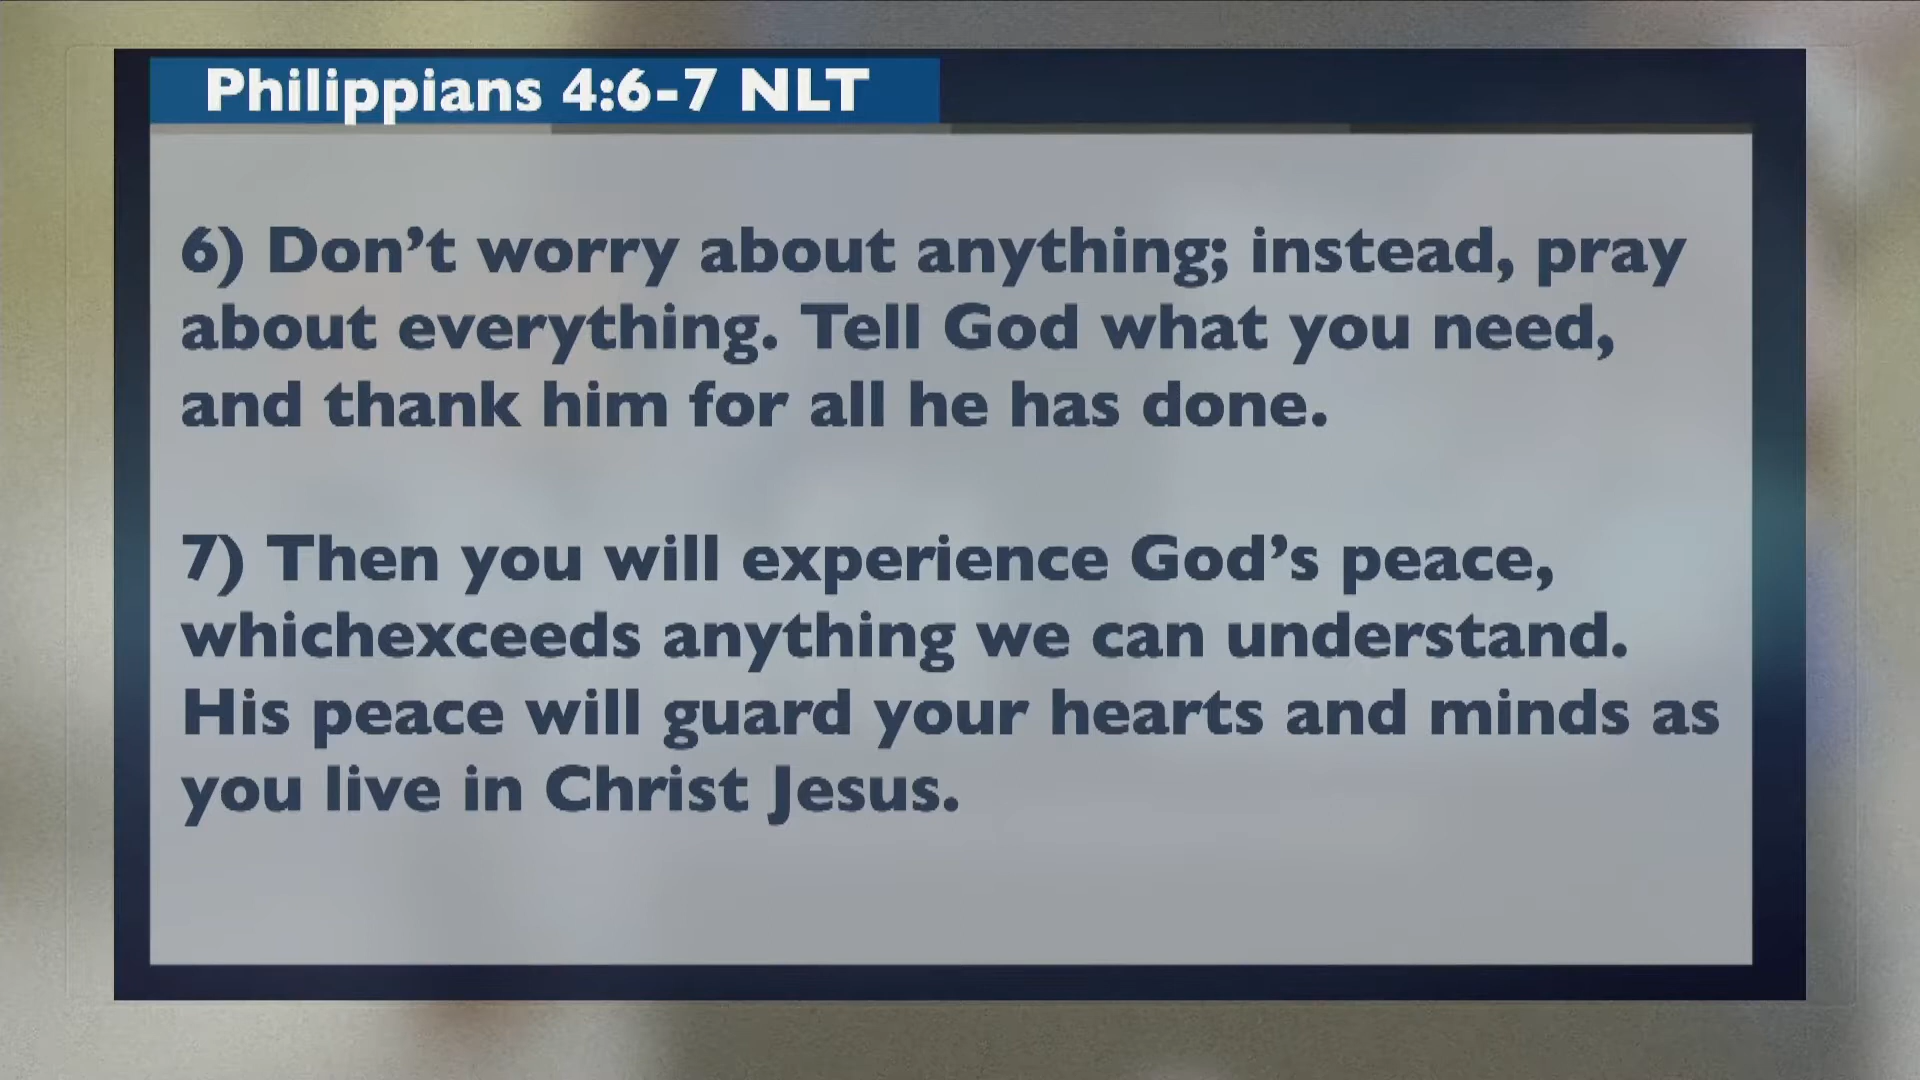 Philippians 4:6-7 NLT
6) Don’t worry about anything; instead, pray
about everything. Tell God what you need,
and thank him for all he has done.
7) Then you will experience God’s peace,
whichexceeds anything we can understand.
His peace will guard your hearts and minds as
you live in Christ Jesus.